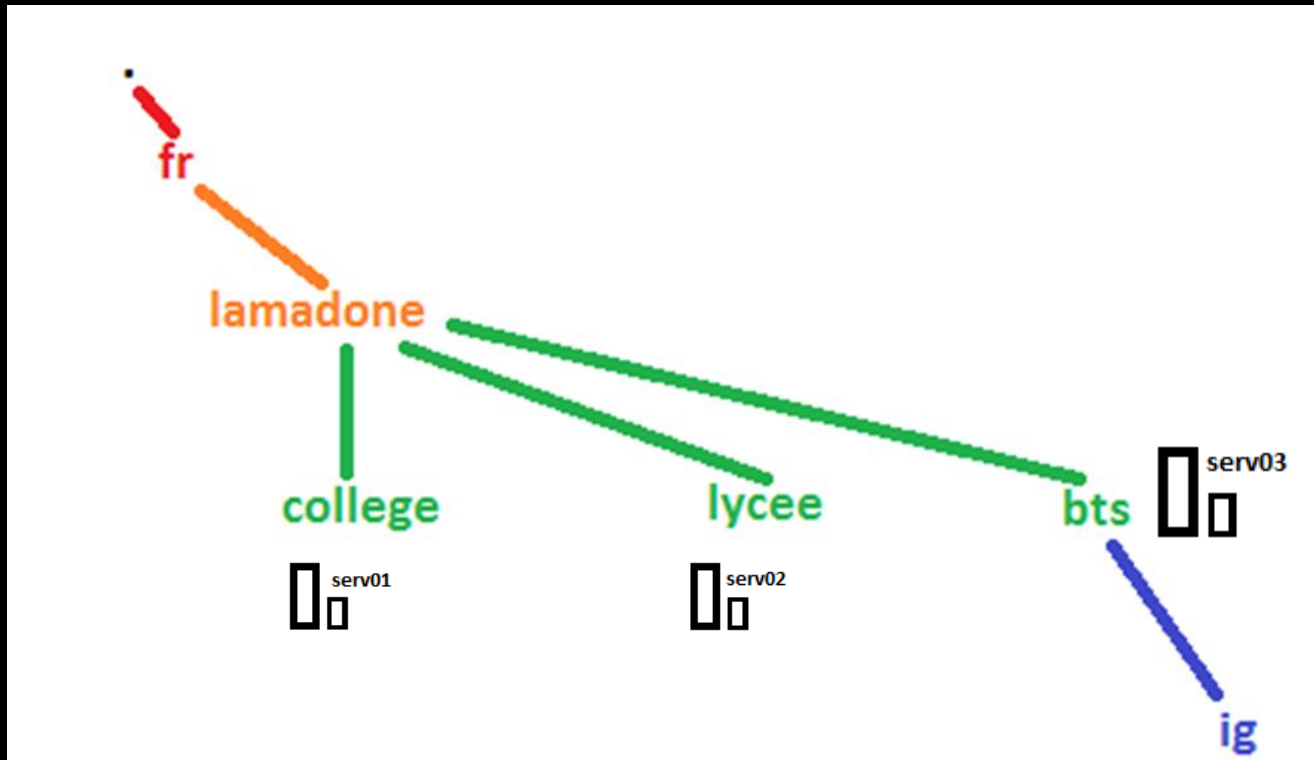 .
fr
lamadone
college
lycee
bts
serv03
serv01
serv02
ig